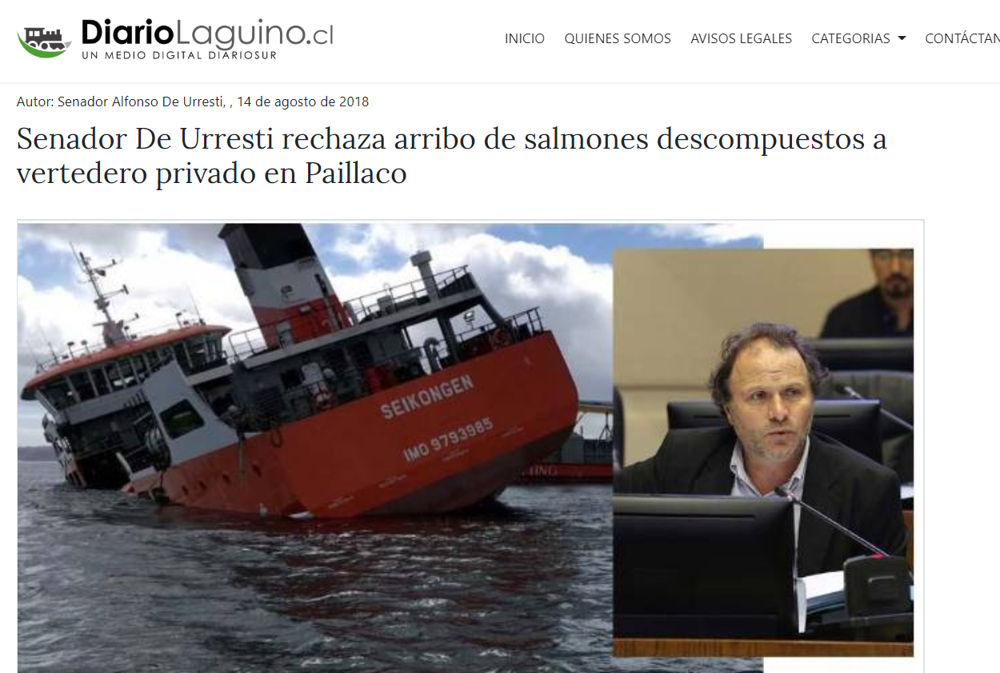 DiarioLaguino.cl
UN MEDIO DIGITAL DIARIOSUR
INICIO QUIENES SOMOS AVISOS LEGALES CATEGORIAS CONTÁCTAN
Autor: Senador Alfonso De Urresti, , 14 de agosto de 2018
Senador De Urresti rechaza arribo de salmones descompuestos a
vertedero privado en Paillaco
SEIKONGEN
IMO 9793985